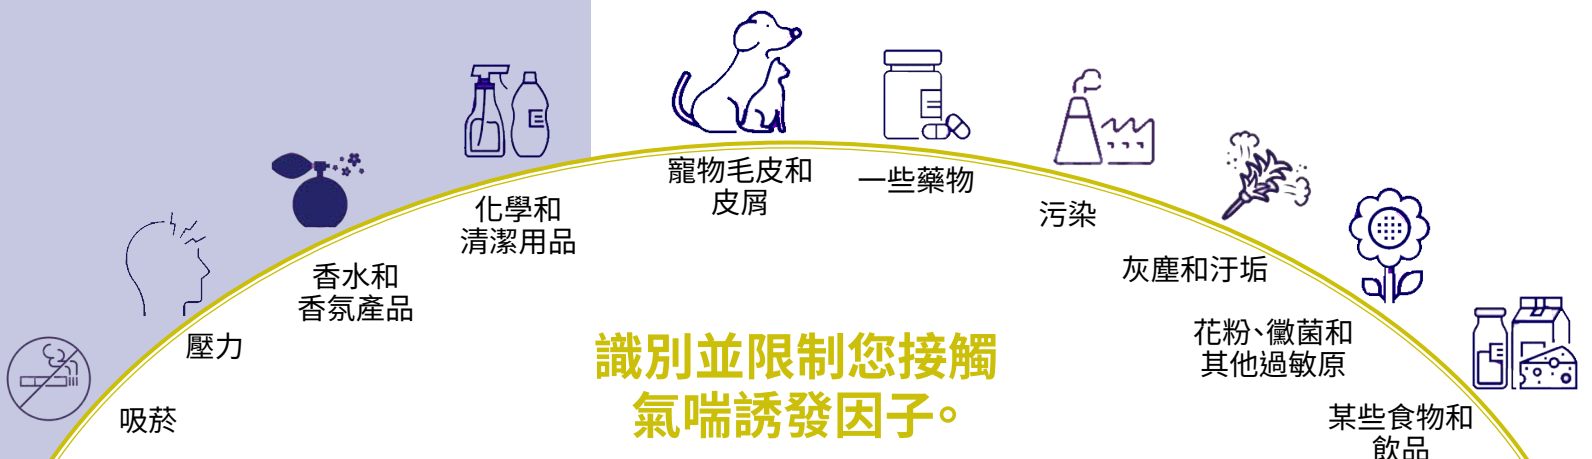 吸菸
壓力
香水和
香氛產品
化學和
清潔用品
寵物毛皮和
皮屑
一些藥物
污染
灰塵和汙垢
花粉、黴菌和
其他過敏原
某些食物和
飲品
識別並限制您接觸
氣喘誘發因子。